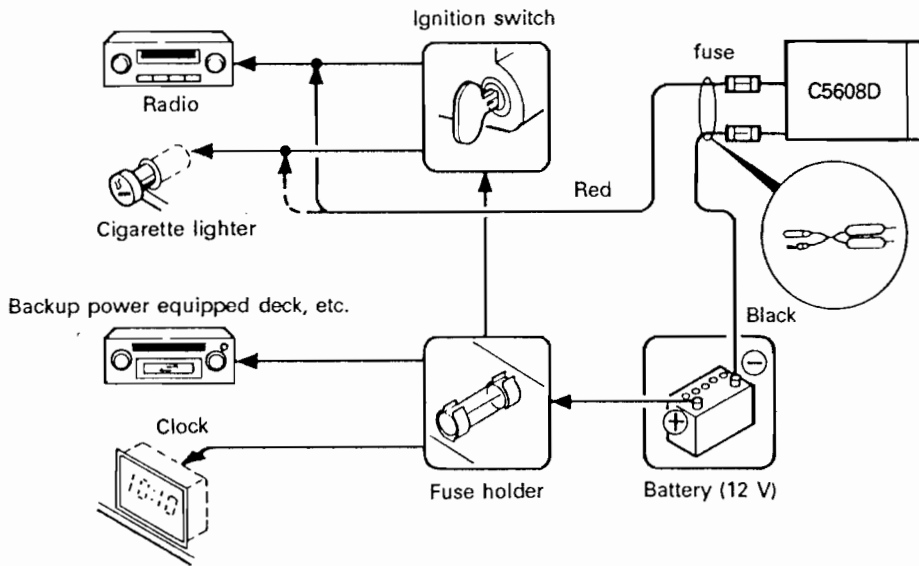 Ignition switch
fuse
C5608D
Radio
Red
Cigarette lighter
Backup power equipped deck, etc.
Black
Clock
10:10
Fuse holder
Battery (12 V)